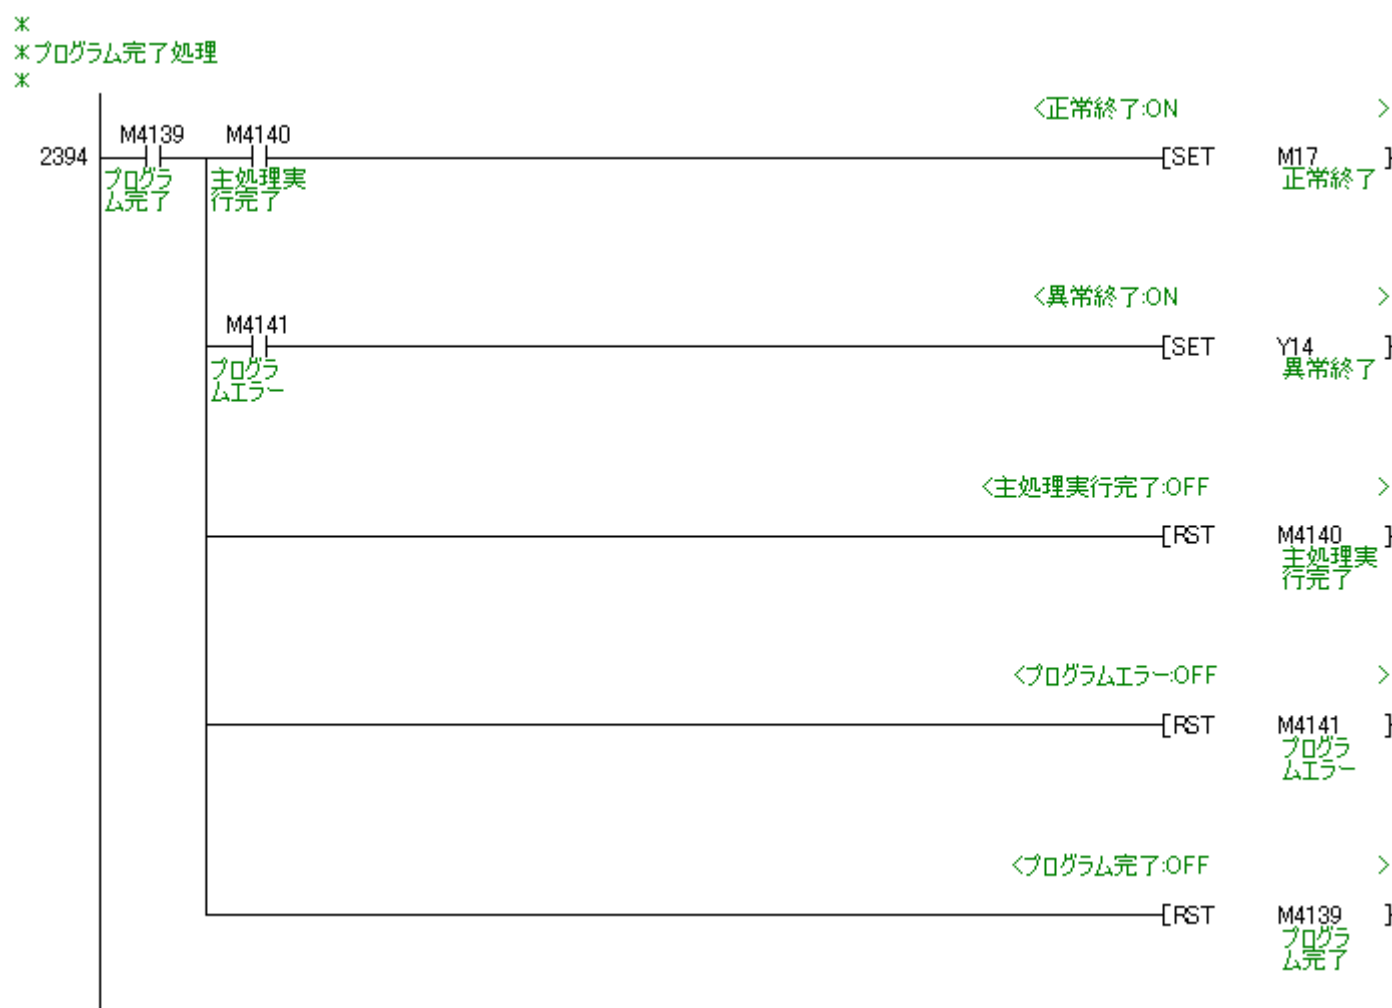 *
*プログラム完了処理
*
<正常終了:ON >
M4139 M4140
2394 [SET M17 ]
プログラ 主処理実 正常終了
ム完了 行完了
<異常終了:ON >
M4141
[SET Y14 ]
プログラ 異常終了
ムエラー
<主処理実行完了:OFF >
[RST M4140 ]
主処理実
行完了
<プログラムエラー:OFF >
[RST M4141 ]
プログラ
ムエラー
<プログラム完了:OFF >
[RST M4139 ]
プログラ
ム完了